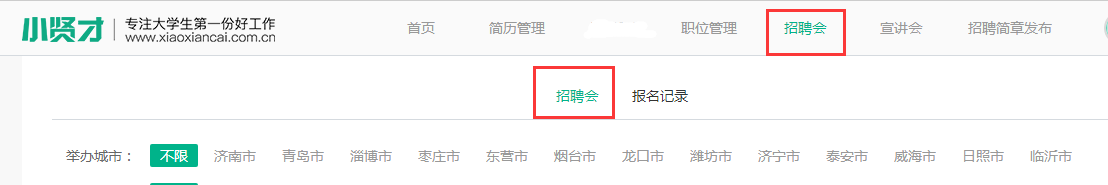 小贤才 专注大学生第一份好工作
www.xiaoxiancai.com.cn
首页 简历管理 职位管理 招聘会 宣讲会 招聘简章发布
招聘会 报名记录
举办城市： 不限 济南市 青岛市 淄博市 枣庄市 东营市 烟台市 龙口市 潍坊市 济宁市 泰安市 威海市 日照市 临沂市